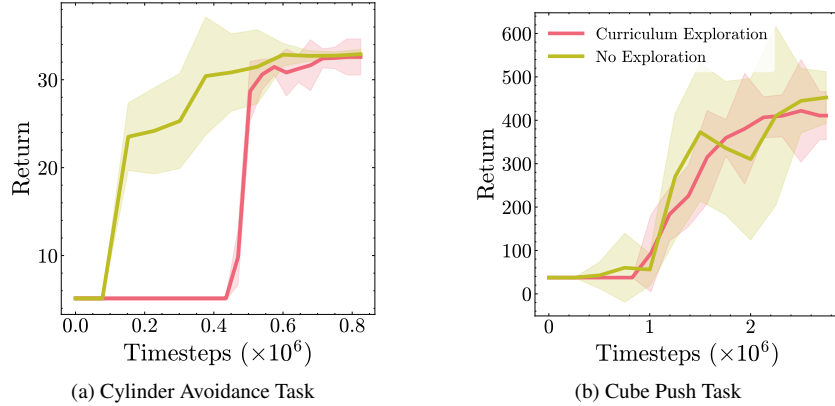 Return
30
20
10
0.0 0.2 0.4 0.6 0.8
Timesteps (×10⁶)
(a) Cylinder Avoidance Task
Return
600
500
400
300
200
100
0
Curriculum Exploration
No Exploration
0 1 2
Timesteps (×10⁶)
(b) Cube Push Task